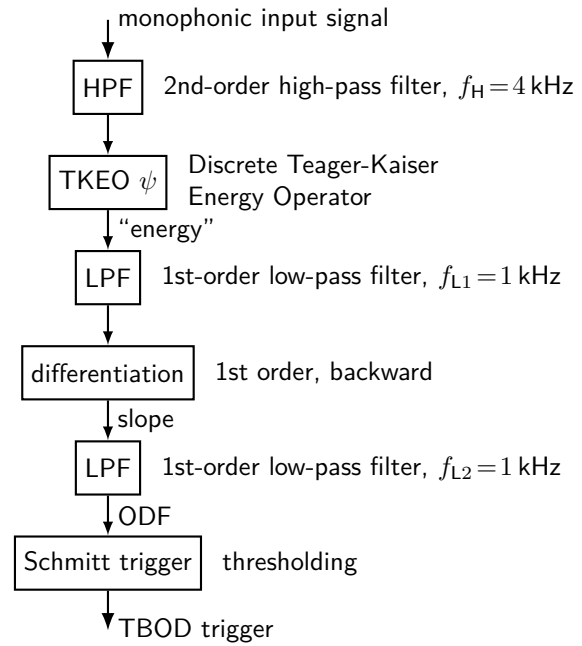 monophonic input signal
HPF 2nd-order high-pass filter, f_H = 4 kHz
TKEO ψ Discrete Teager-Kaiser
Energy Operator
“energy”
LPF 1st-order low-pass filter, f_L1 = 1 kHz
differentiation 1st order, backward
slope
LPF 1st-order low-pass filter, f_L2 = 1 kHz
ODF
Schmitt trigger thresholding
TBOD trigger